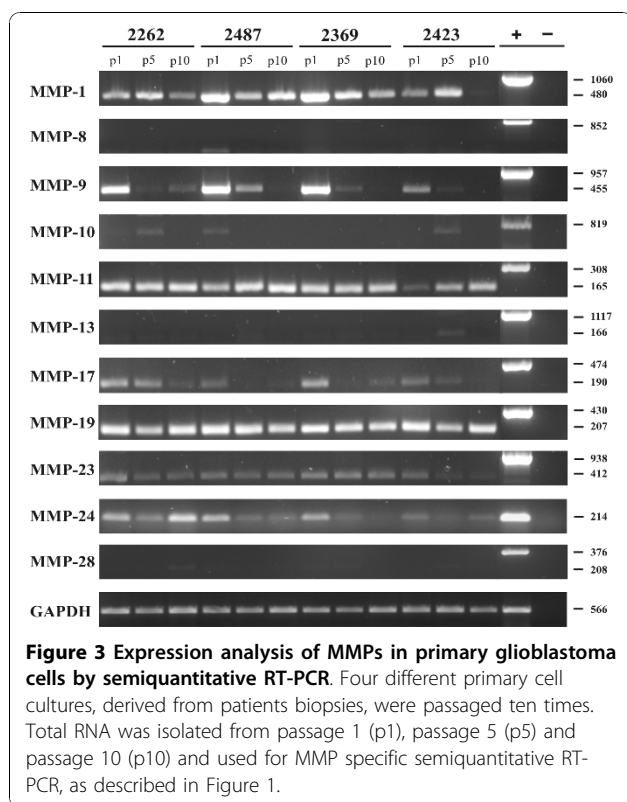 2262 2487 2369 2423 + −
p1 p5 p10 p1 p5 p10 p1 p5 p10 p1 p5 p10
MMP-1 – 1060
– 480
MMP-8 – 852
MMP-9 – 957
– 455
MMP-10 – 819
MMP-11 – 308
– 165
MMP-13 – 1117
– 166
MMP-17 – 474
– 190
MMP-19 – 430
– 207
MMP-23 – 938
– 412
MMP-24 – 214
MMP-28 – 376
– 208
GAPDH – 566
Figure 3 Expression analysis of MMPs in primary glioblastoma
cells by semiquantitative RT-PCR. Four different primary cell
cultures, derived from patients biopsies, were passaged ten times.
Total RNA was isolated from passage 1 (p1), passage 5 (p5) and
passage 10 (p10) and used for MMP specific semiquantitative RT-
PCR, as described in Figure 1.